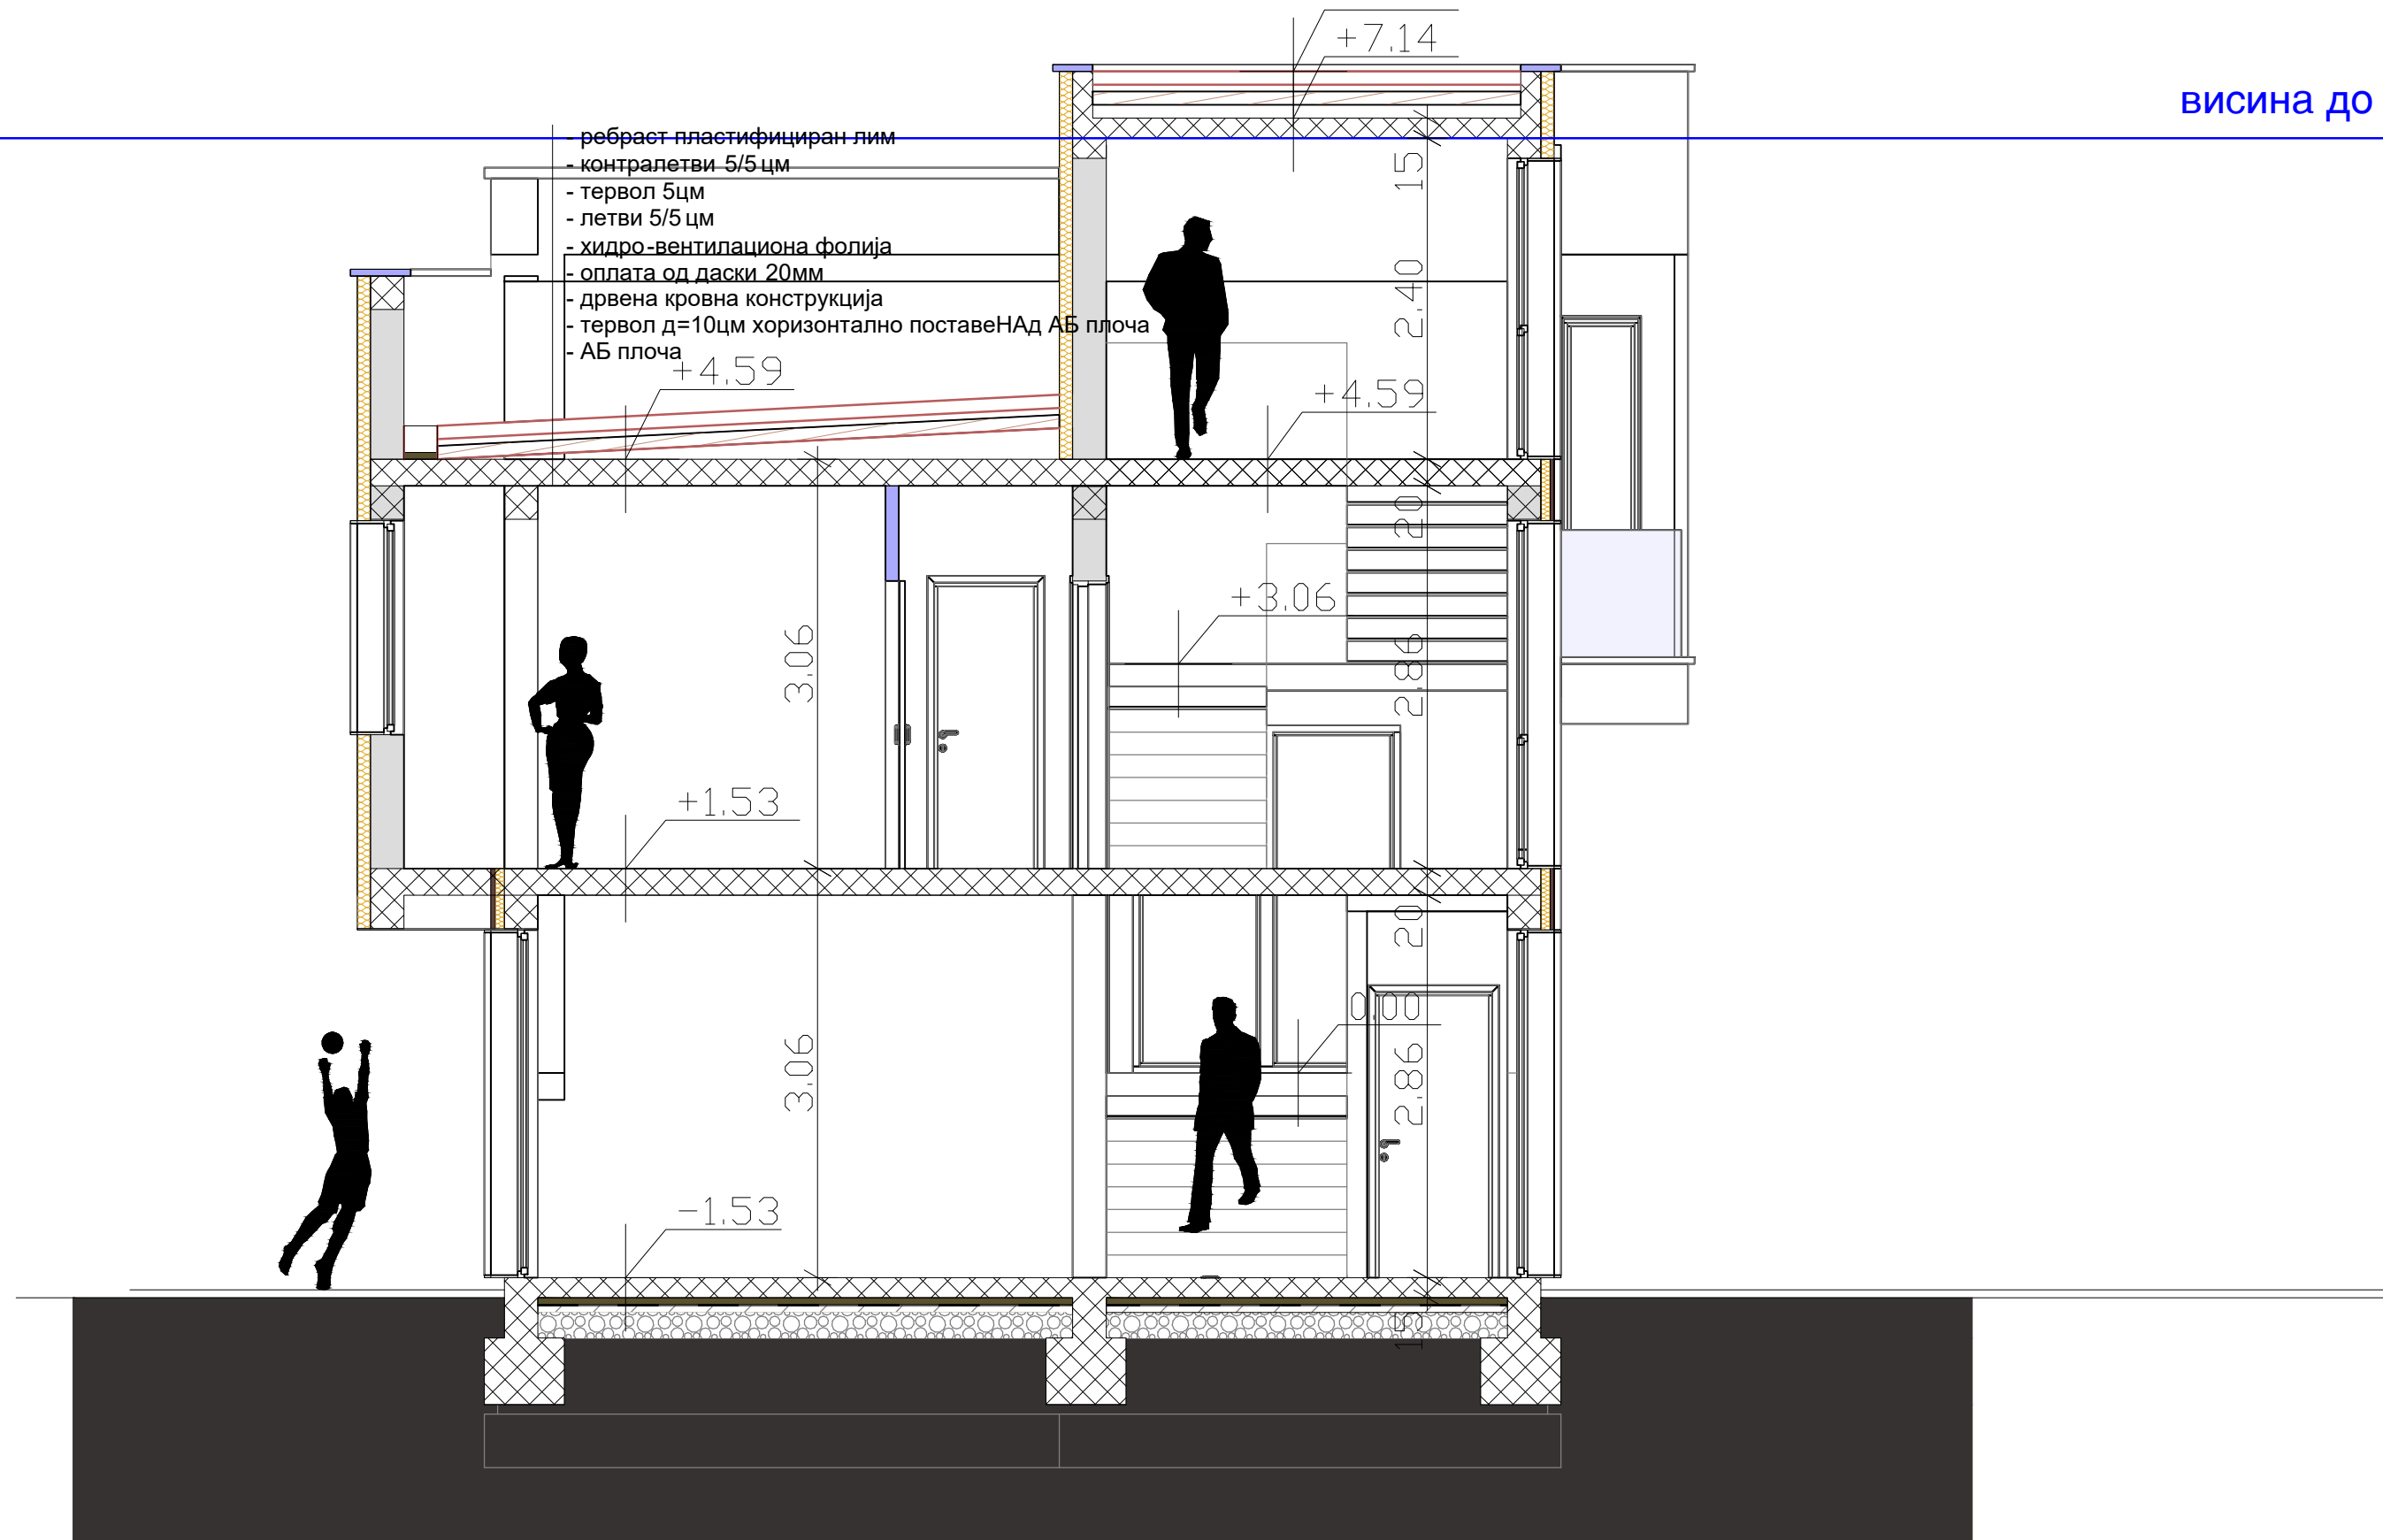 +7.14
висина до
- ребраст пластифициран лим
- контралетви 5/5 цм
- тервол 5цм
- летви 5/5 цм
- хидро-вентилациона фолија
- оплата од даски 20мм
- дрвена кровна конструкција
- тервол д=10цм хоризонтално поставеНАд АБ плоча
- АБ плоча
15
2.40
+4.59
+4.59
20
+3.06
3.06
2.86
+1.53
20
0.00
3.06
2.86
-1.53
15